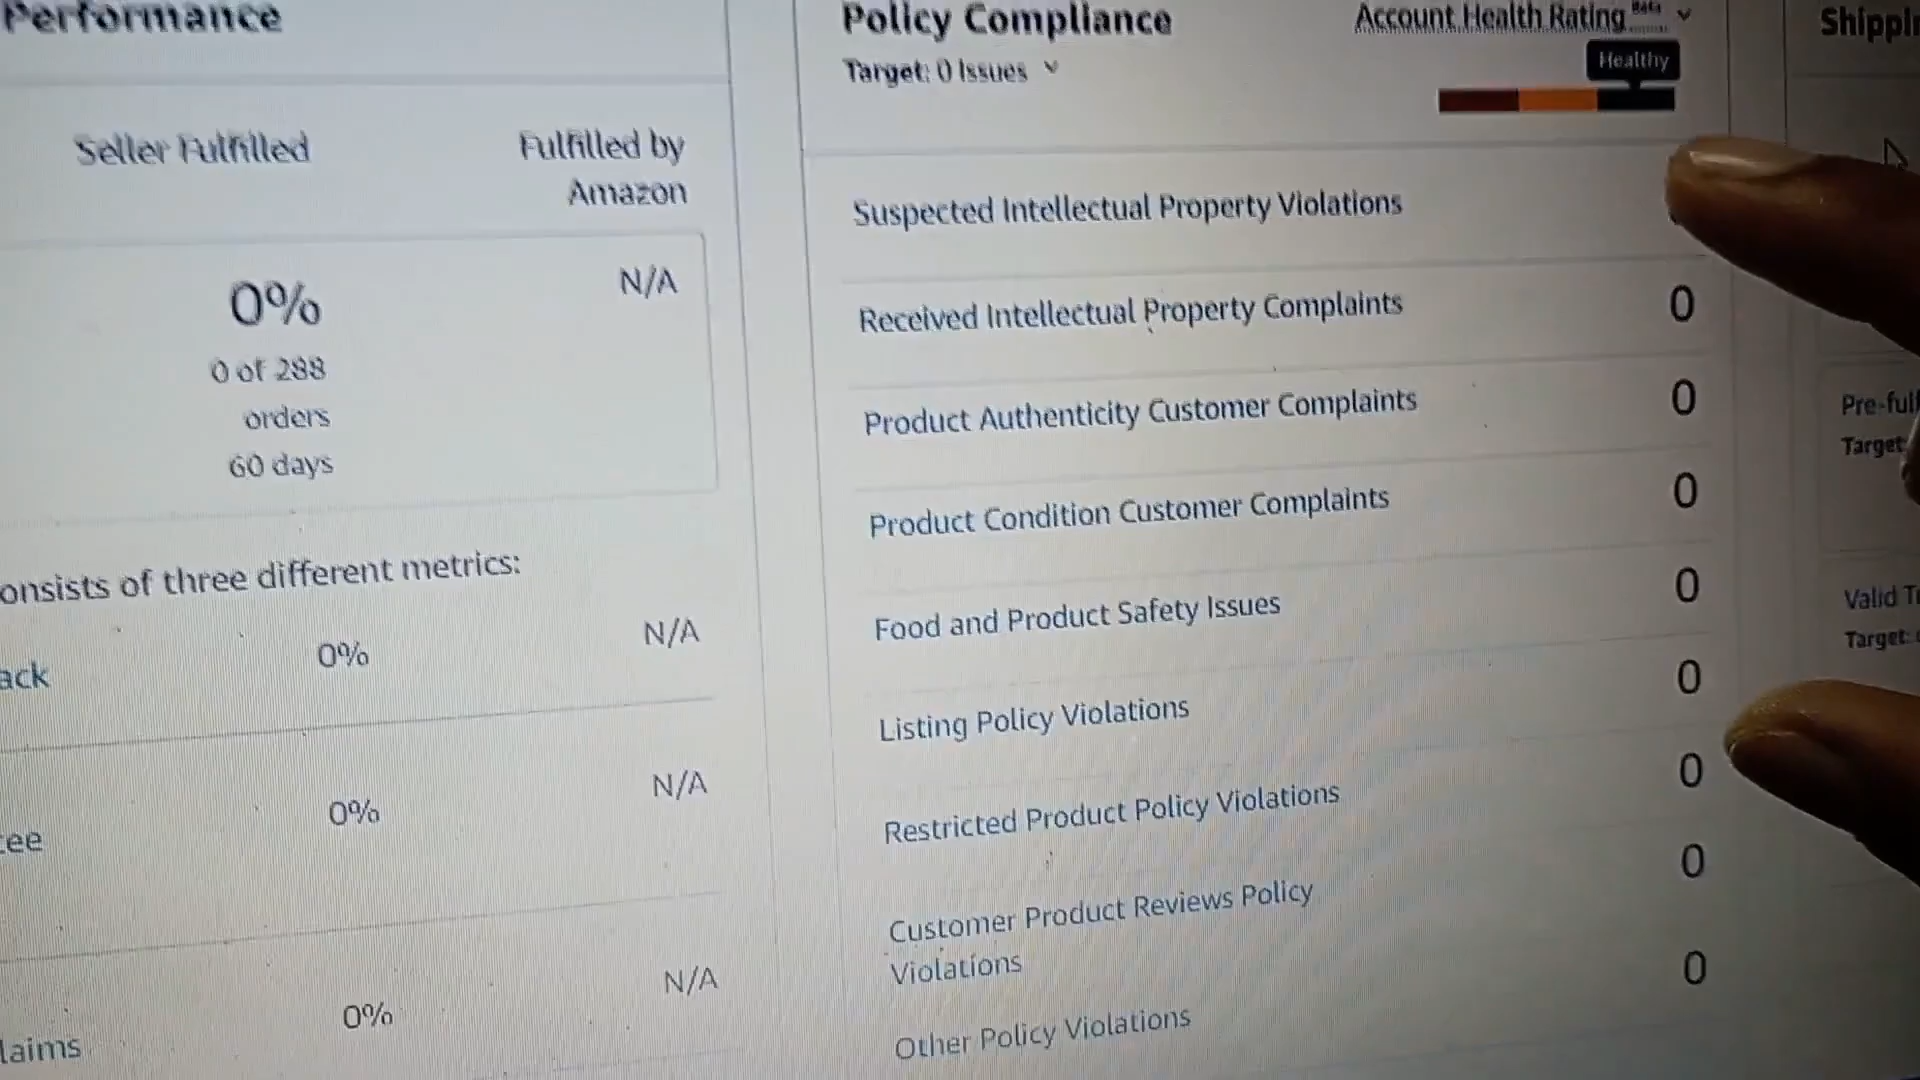 Performance
Seller Fulfilled
Fulfilled by
Amazon
0%
N/A
0 of 288
orders
60 days
onsists of three different metrics:
ack
0%
N/A
tee
0%
N/A
laims
0%
N/A
Policy Compliance
Account Health Rating Beta
Target: 0 Issues
Healthy
Suspected Intellectual Property Violations
Received Intellectual Property Complaints
0
Product Authenticity Customer Complaints
0
Product Condition Customer Complaints
0
Food and Product Safety Issues
0
Listing Policy Violations
0
Restricted Product Policy Violations
0
Customer Product Reviews Policy
Violations
0
Other Policy Violations
0
Shippi
Pre-ful
Target
Valid T
Target: